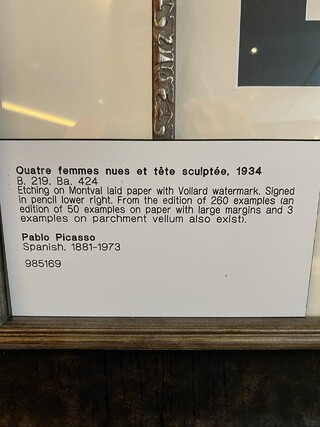 Quatre femmes nues et tête sculptée, 1934
B. 219, Ba. 424
Etching on Montval laid paper with Vollard watermark. Signed
in pencil lower right. From the edition of 260 examples (an
edition of 50 examples on paper with large margins and 3
examples on parchment vellum also exist).
Pablo Picasso
Spanish, 1881-1973
985169